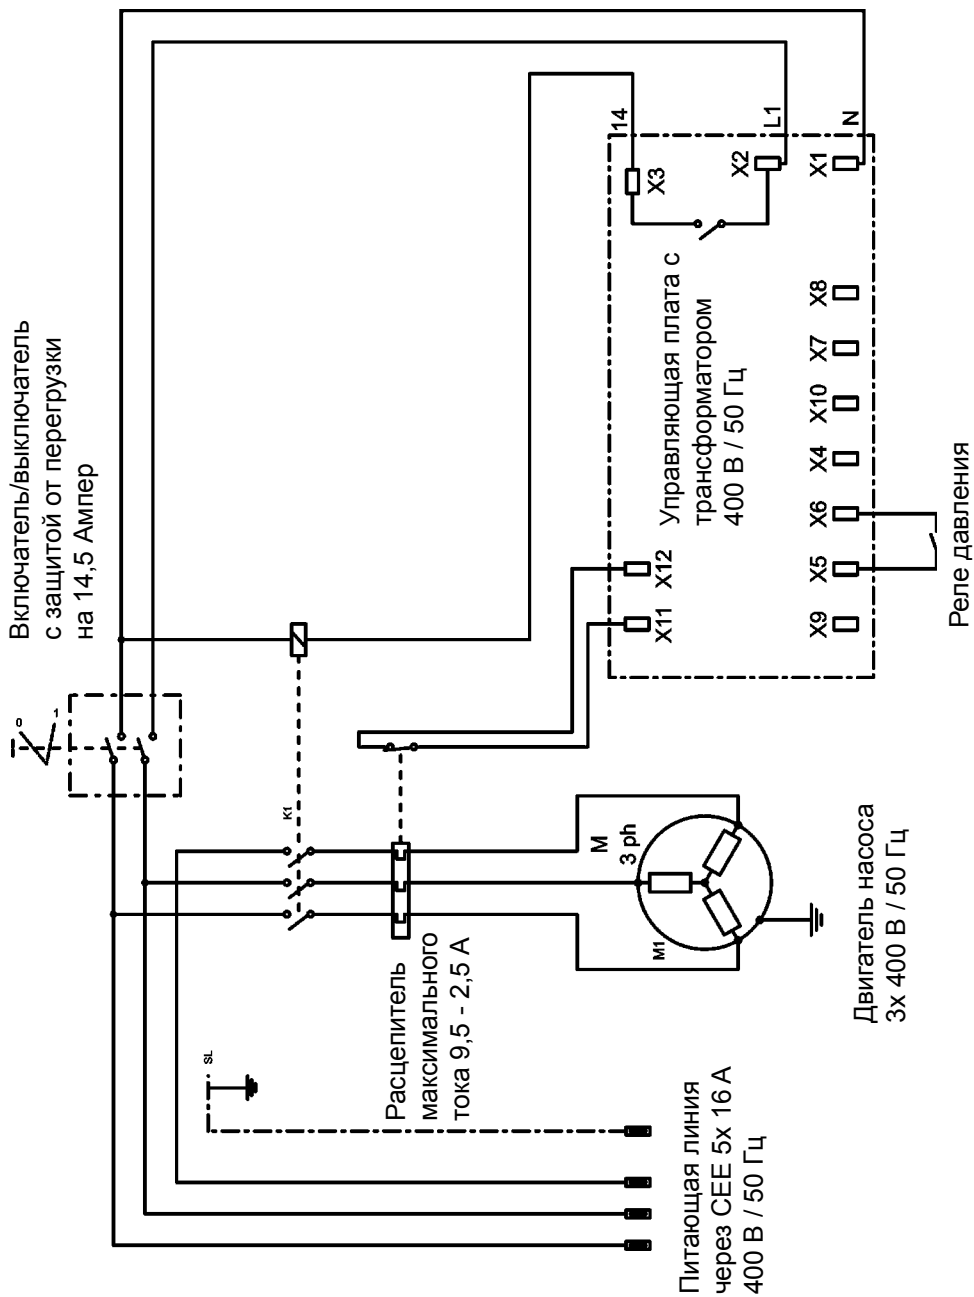 Включатель/выключатель
с защитой от перегрузки
на 14,5 Ампер
0
1
K1
SL
Расцепитель
максимального
тока 9,5 - 2,5 А
Управляющая плата с
трансформатором
400 В / 50 Гц
14
L1
N
X3
X2
X1
X8
X7
X10
X4
X6
X5
X9
X12
X11
Реле давления
M
3 ph
M1
Двигатель насоса
3x 400 В / 50 Гц
Питающая линия
через CEE 5x 16 А
400 В / 50 Гц